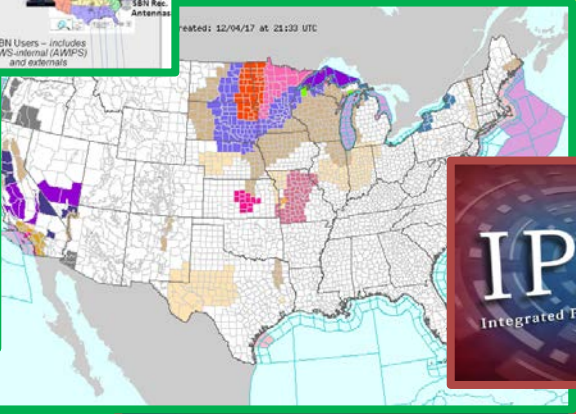 SBN Rec.
Antennas
BN Users – includes
WS-internal (AWIPS)
and externals
reated: 12/04/17 at 21:33 UTC
IP
Integrated